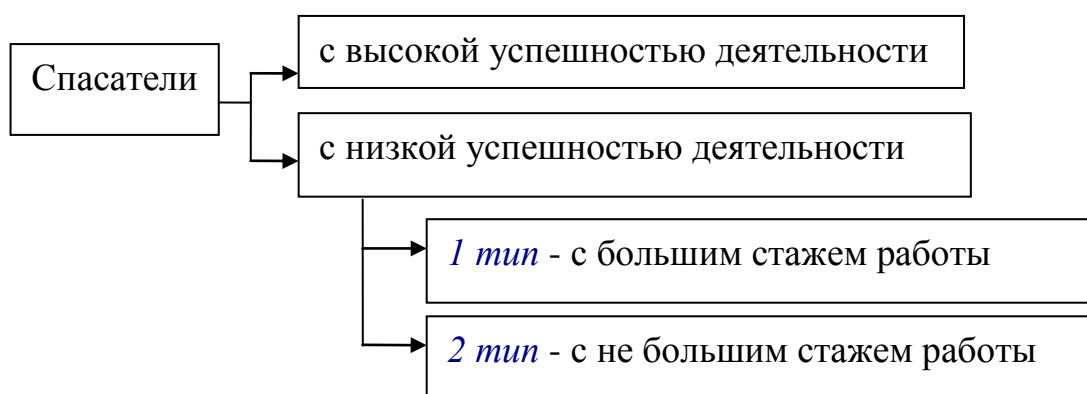 Спасатели
с высокой успешностью деятельности
с низкой успешностью деятельности
1 тип - с большим стажем работы
2 тип - с не большим стажем работы